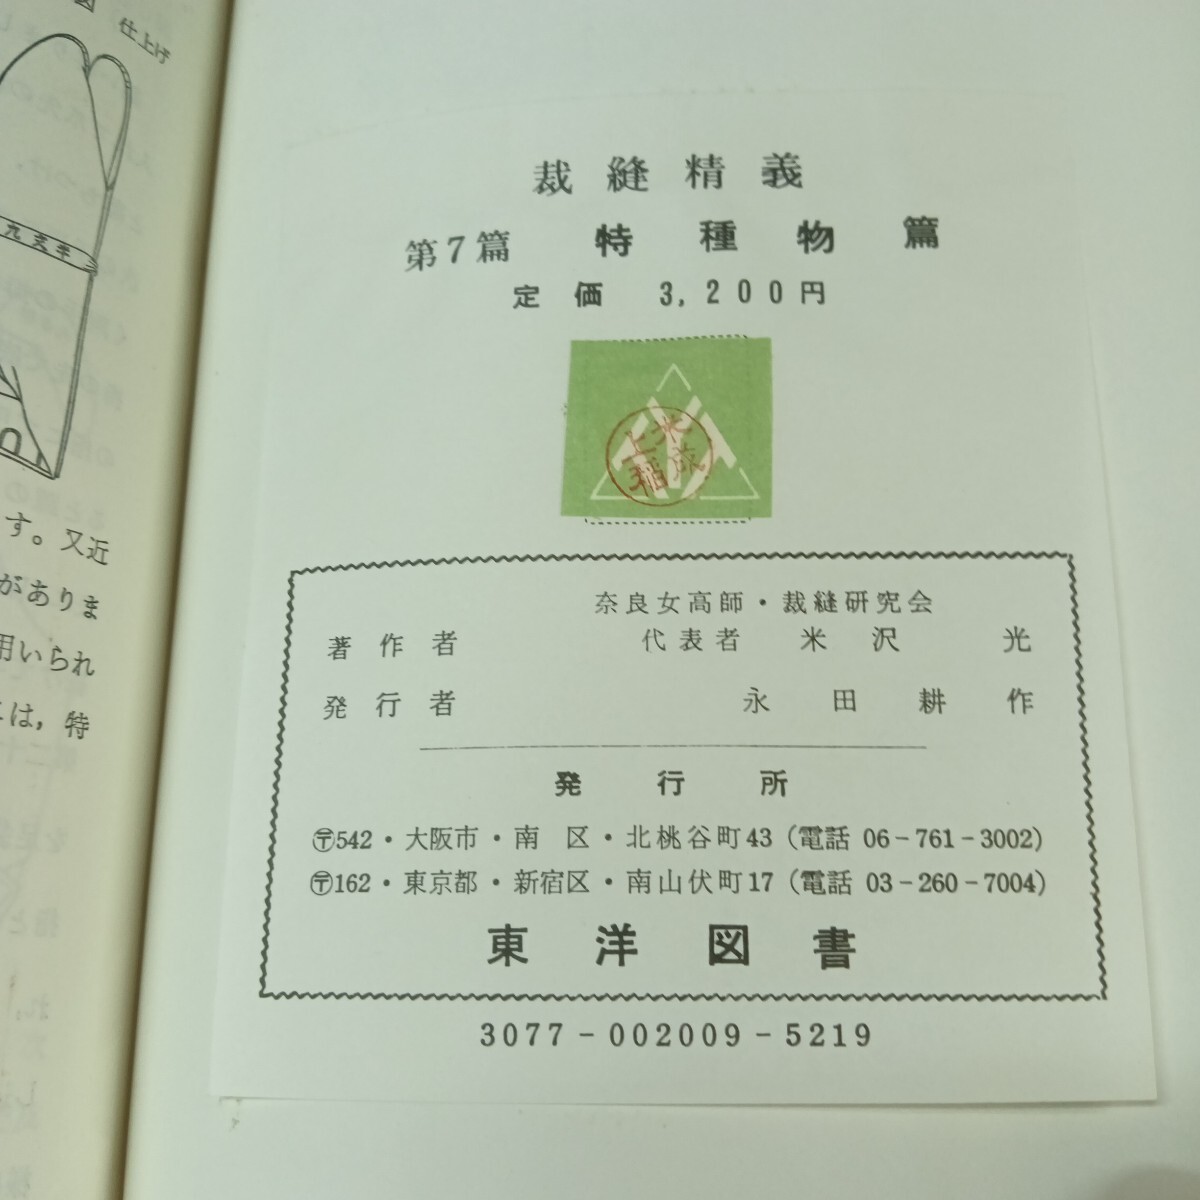 図 仕上げ
九文半
す。又近
がありま
用いられ
は，特
裁縫精義
第7篇 特種物篇
定価 3,200円
奈良女高師・裁縫研究会
著作者 代表者 米沢 光
発行者 永田耕作
発行所
〒542・大阪市・南区・北桃谷町43（電話 06－761－3002）
〒162・東京都・新宿区・南山伏町17（電話 03－260－7004）
東洋図書
3077－002009－5219